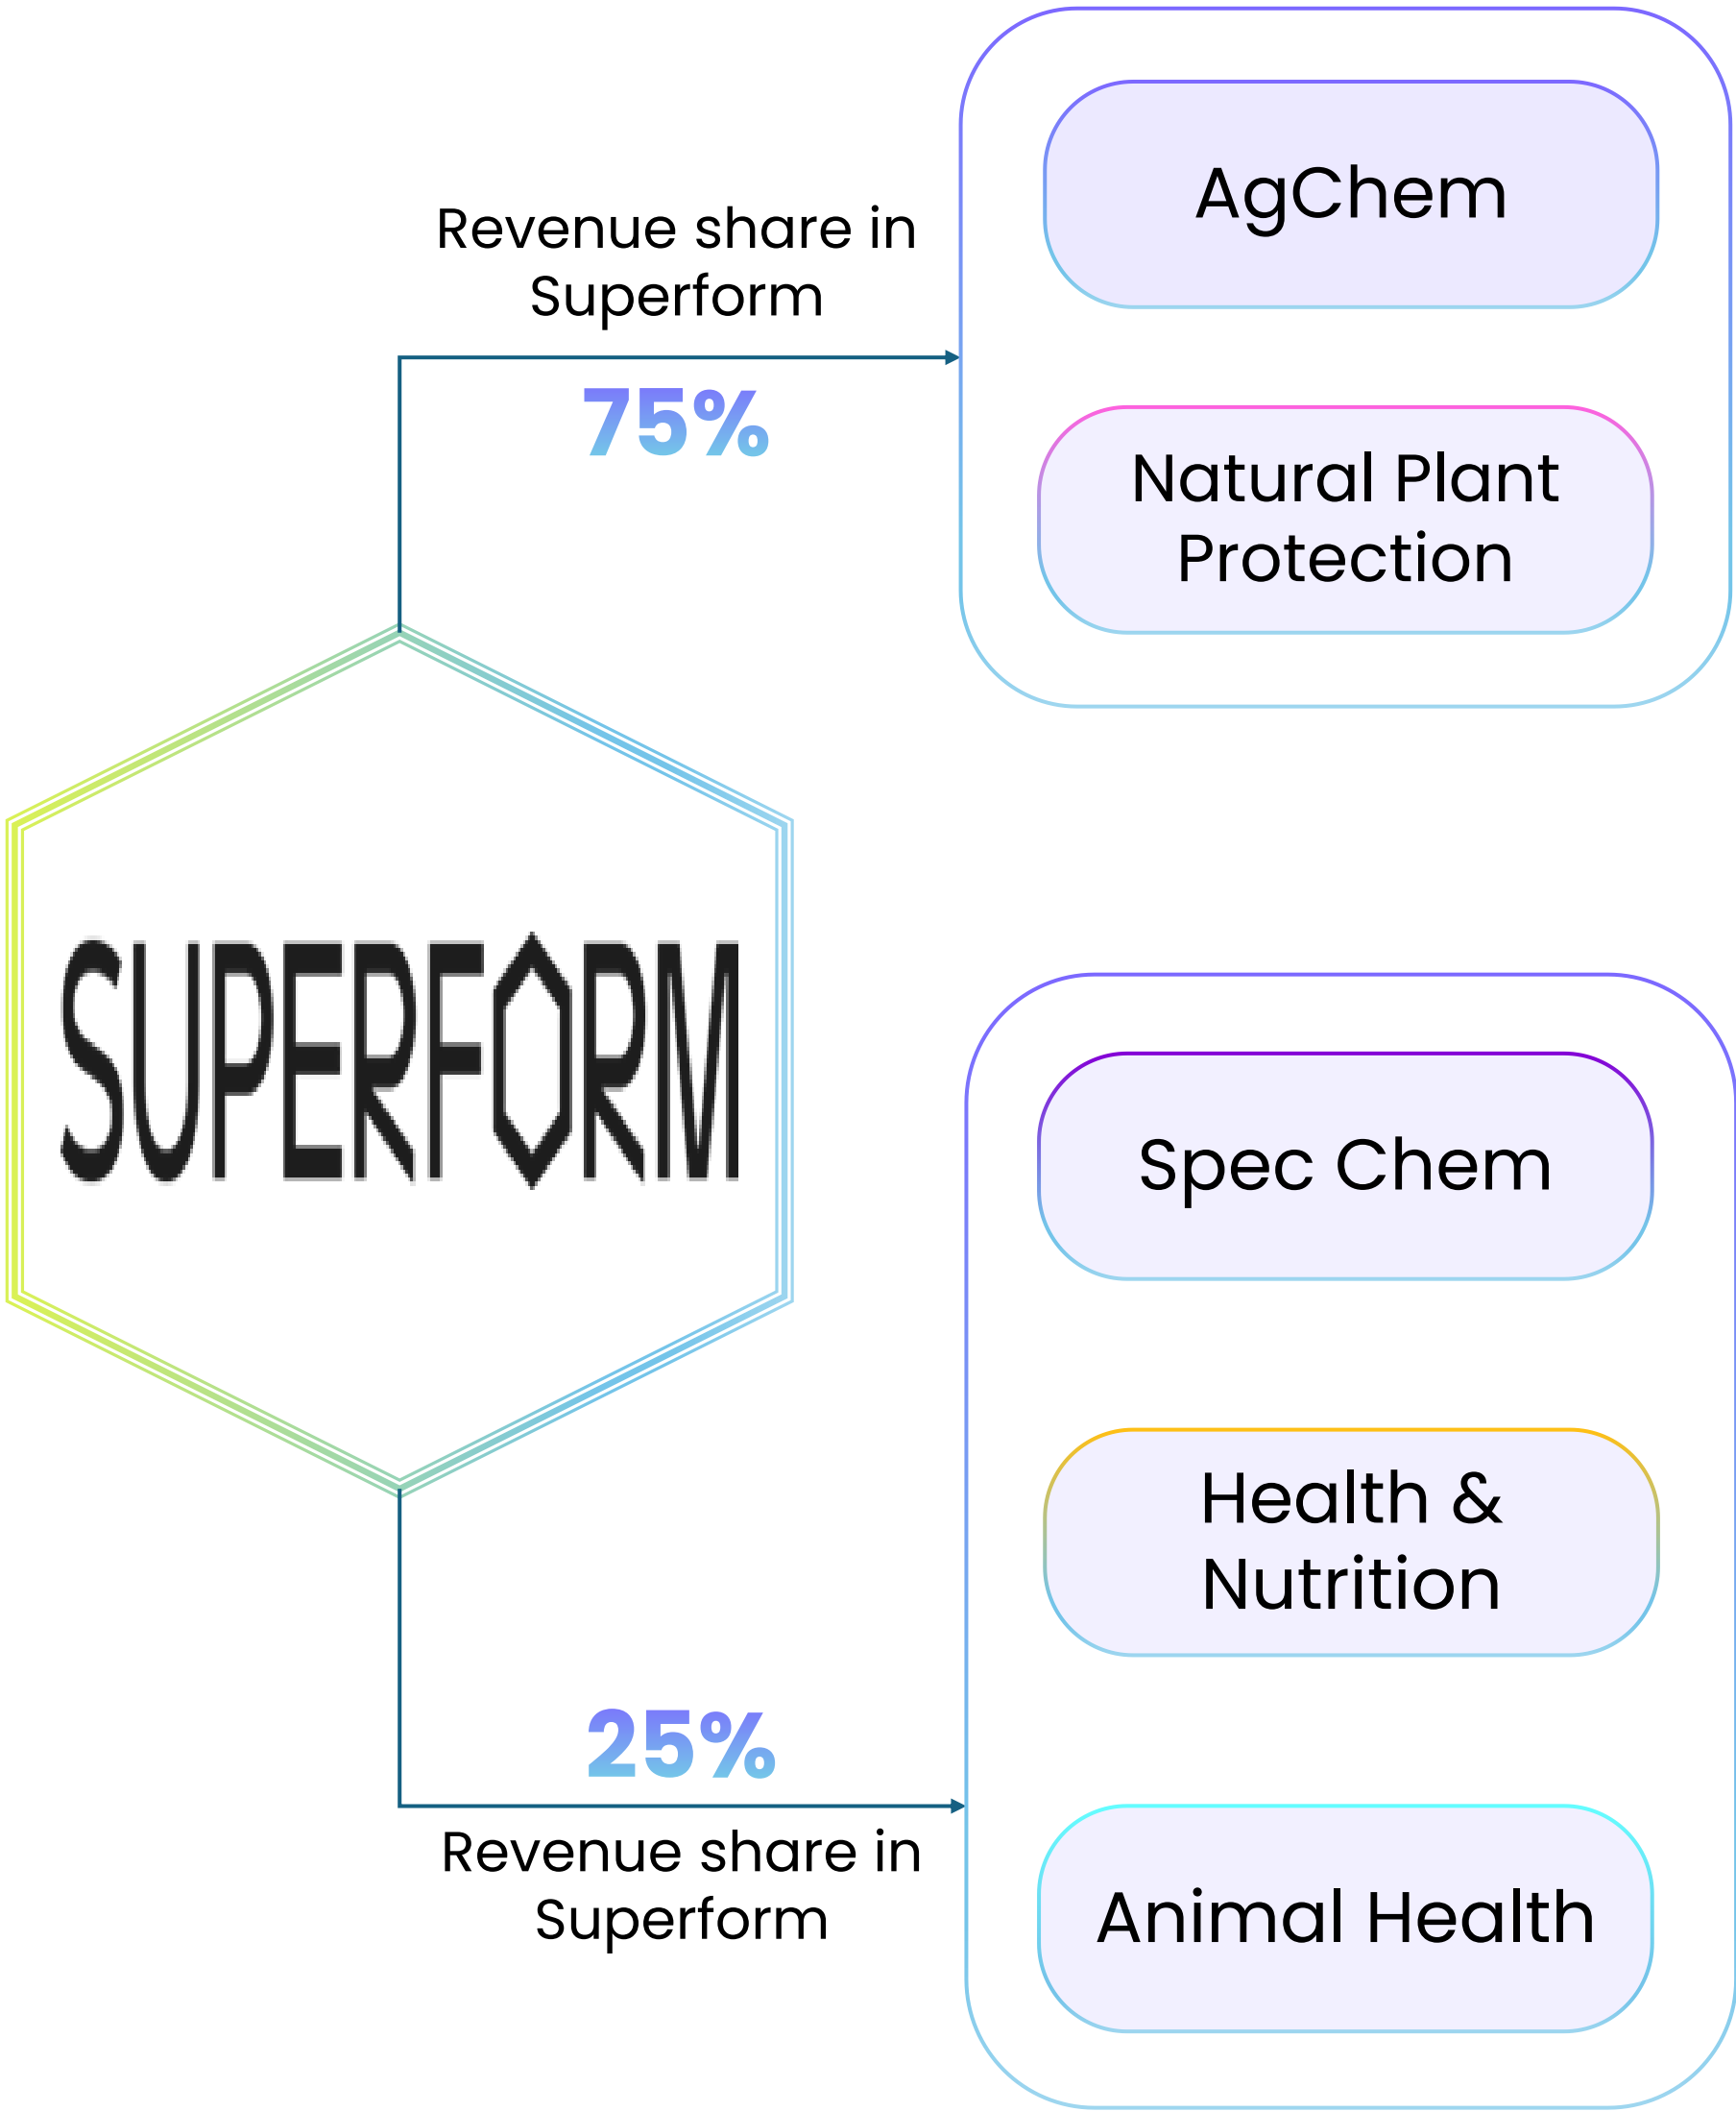 Revenue share in
Superform
75%
AgChem
Natural Plant
Protection
SUPERFORM
Spec Chem
Health &
Nutrition
25%
Revenue share in
Superform
Animal Health